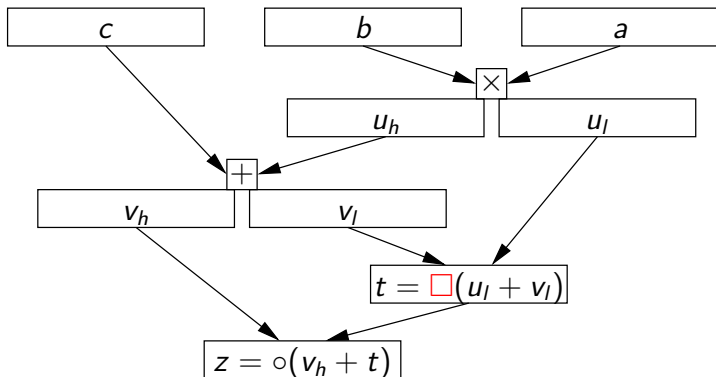 c b a
×
u_h u_l
+
v_h v_l
t = □(u_l + v_l)
z = ∘(v_h + t)